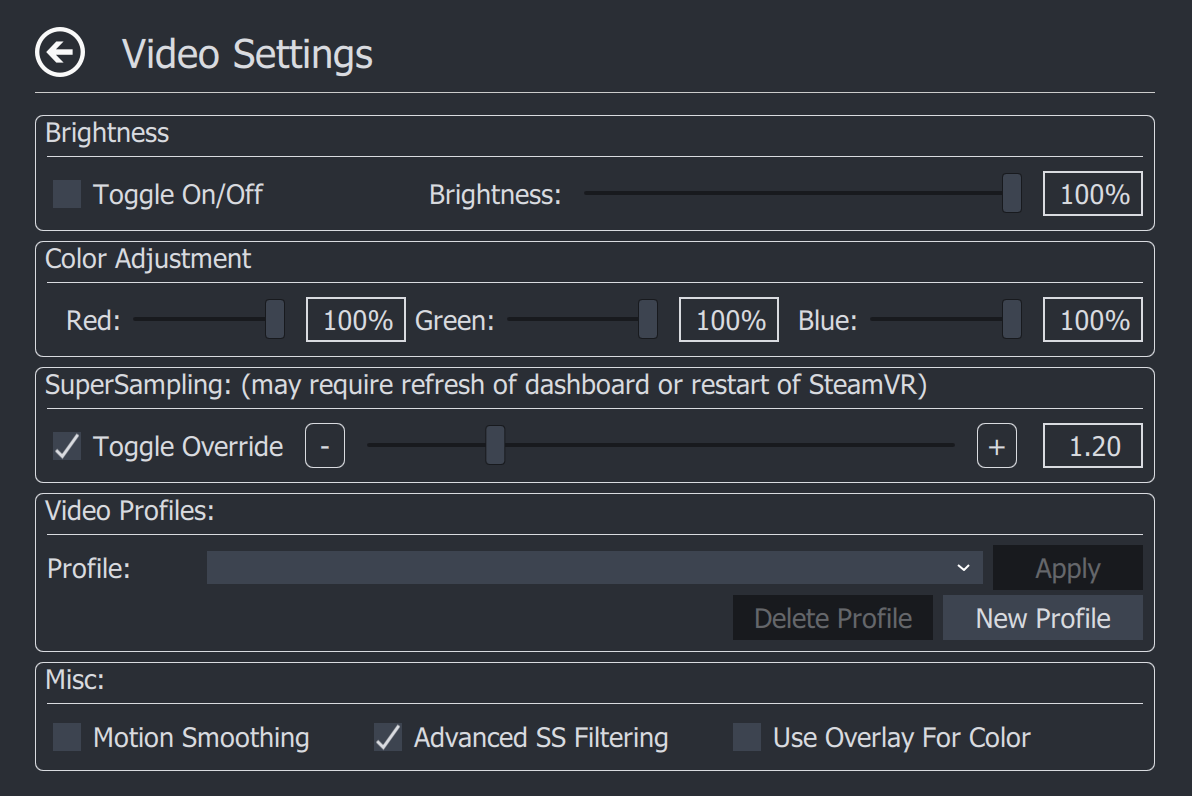 Video Settings
Brightness
Toggle On/Off Brightness: 100%
Color Adjustment
Red: 100% Green: 100% Blue: 100%
SuperSampling: (may require refresh of dashboard or restart of SteamVR)
Toggle Override - + 1.20
Video Profiles:
Profile: Apply
Delete Profile New Profile
Misc:
Motion Smoothing Advanced SS Filtering Use Overlay For Color